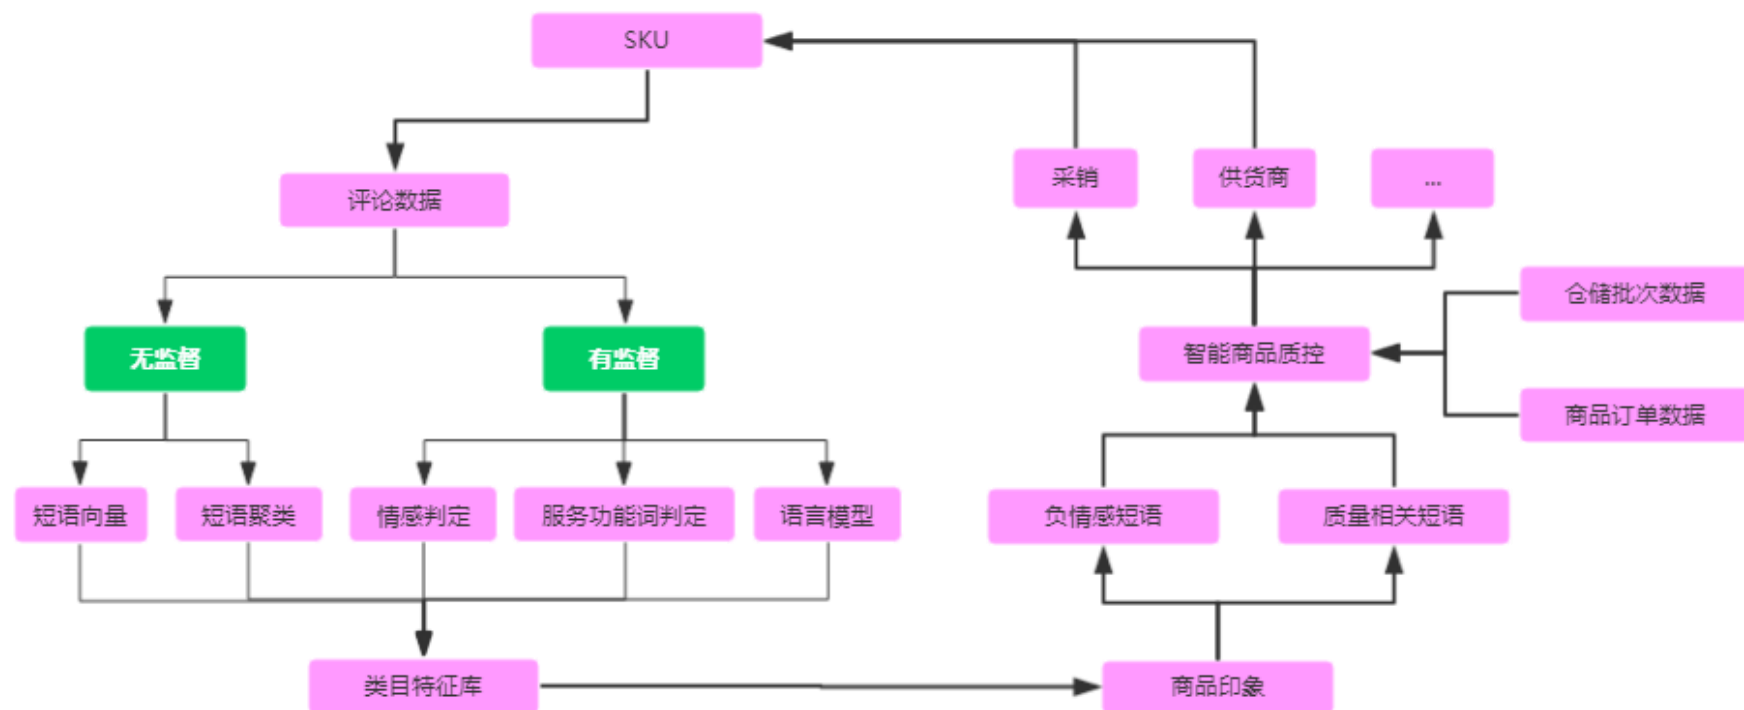 SKU
采销
供货商
...
评论数据
仓储批次数据
无监督
有监督
智能商品质控
商品订单数据
短语向量
短语聚类
情感判定
服务功能词判定
语言模型
负情感短语
质量相关短语
类目特征库
商品印象